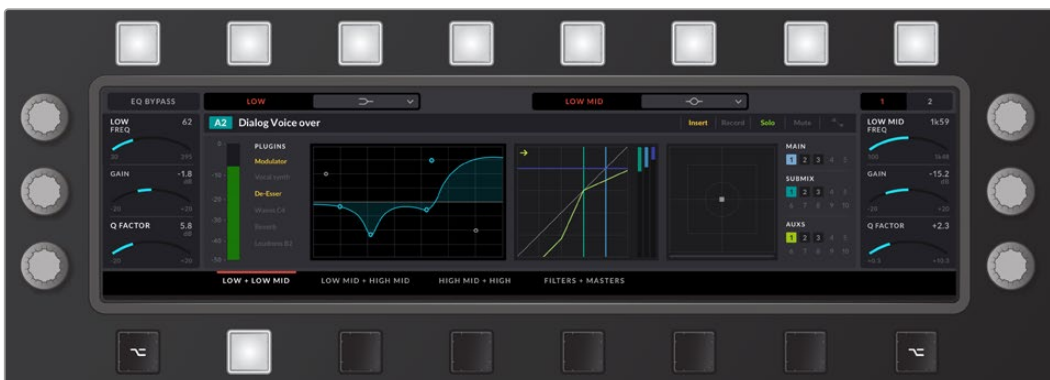 EQ BYPASS LOW LOW MID 1 2
LOW 62
FREQ
20 295
GAIN -1.8
dB
-20 +20
Q FACTOR 5.8
dB
-20 +20
A2 Dialog Voice over Insert Record Solo Mute
0
-10
-20
-30
-40
-50
PLUGINS
Modulator
Vocal synth
De-Esser
Waves C4
Reverb
Loudness B2
MAIN
1 2 3 4 5
SUBMIX
1 2 3 4 5
6 7 8 9 10
AUXS
1 2 3 4 5
6 7 8 9 10
LOW MID 1k59
FREQ
100
GAIN -15.2
dB
-20 +20
Q FACTOR +2.3
+0.3 +10.3
LOW + LOW MID LOW MID + HIGH MID HIGH MID + HIGH FILTERS + MASTERS